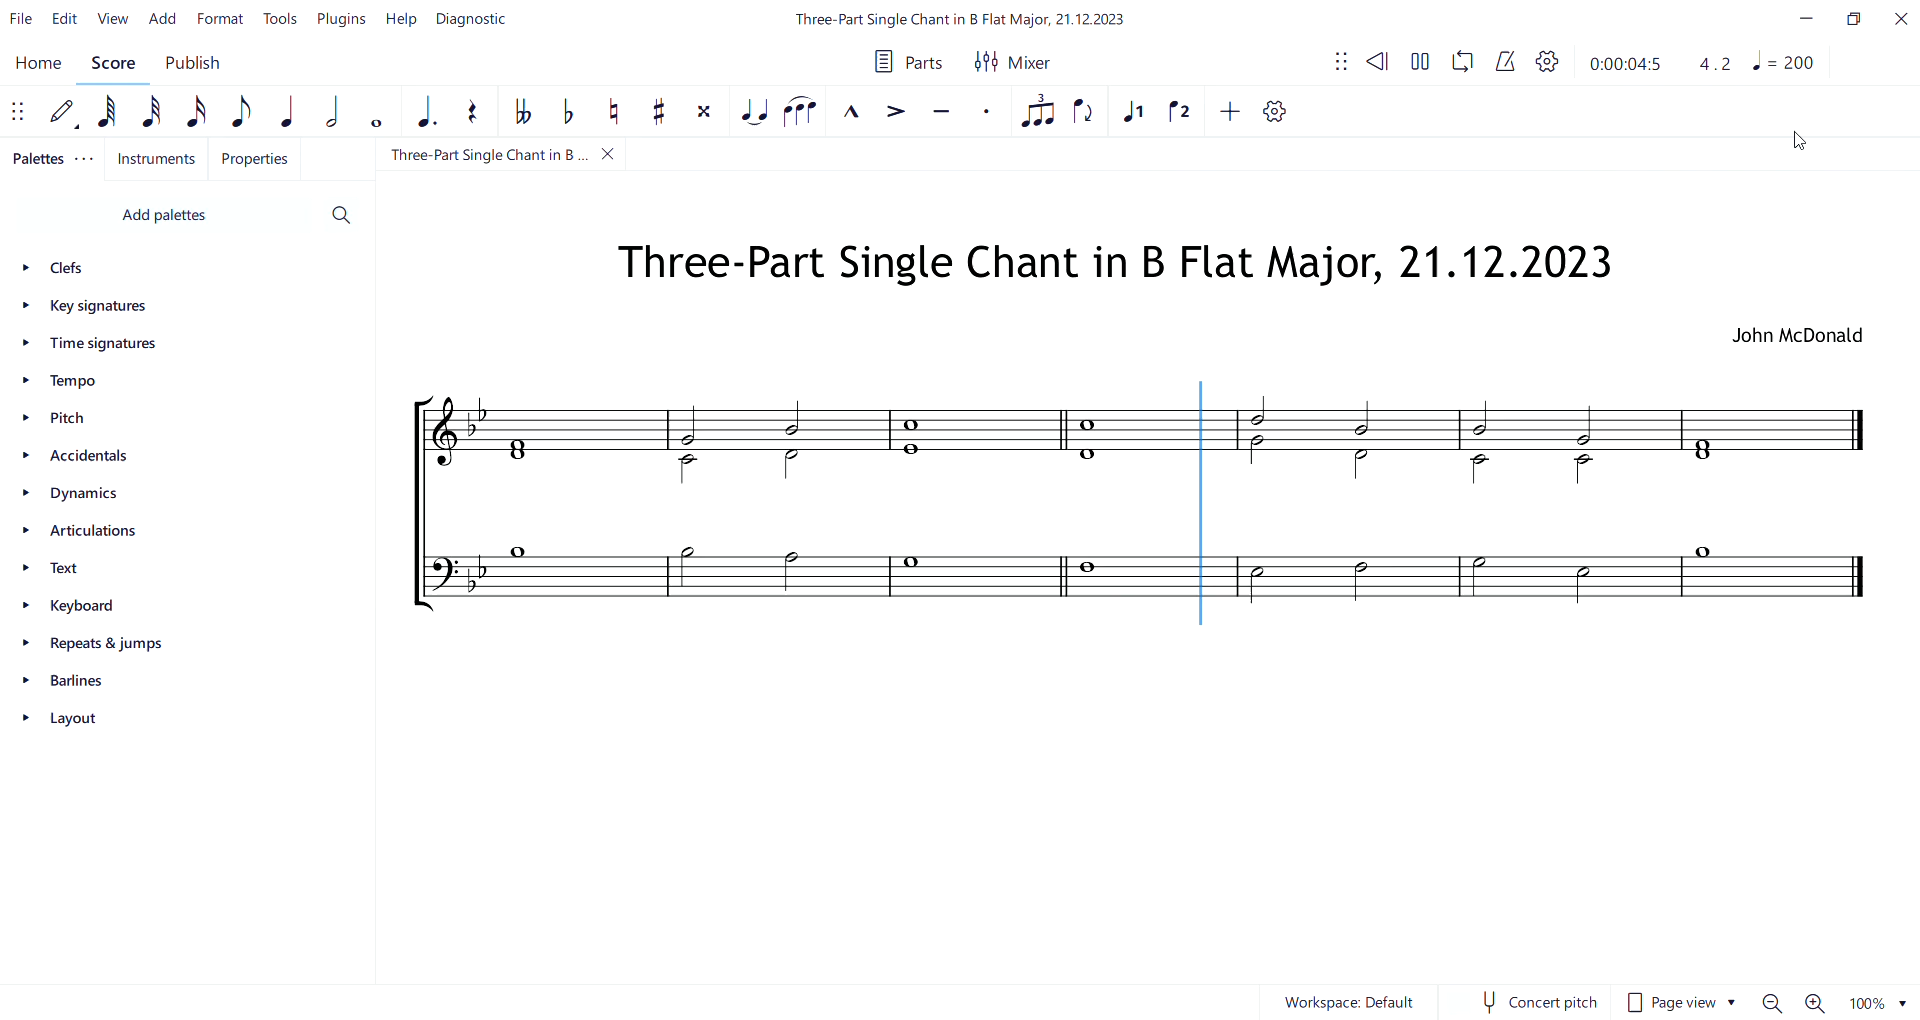 File Edit View Add Format Tools Plugins Help Diagnostic
Three-Part Single Chant in B Flat Major, 21.12.2023
Home Score Publish
Parts Mixer
0:00:04:5 4 . 2 = 200
3
1 2
Palettes ··· Instruments Properties
Three-Part Single Chant in B ...
Add palettes
Clefs
Key signatures
Time signatures
Tempo
Pitch
Accidentals
Dynamics
Articulations
Text
Keyboard
Repeats & jumps
Barlines
Layout
Three-Part Single Chant in B Flat Major, 21.12.2023
John McDonald
Workspace: Default Concert pitch Page view 100%